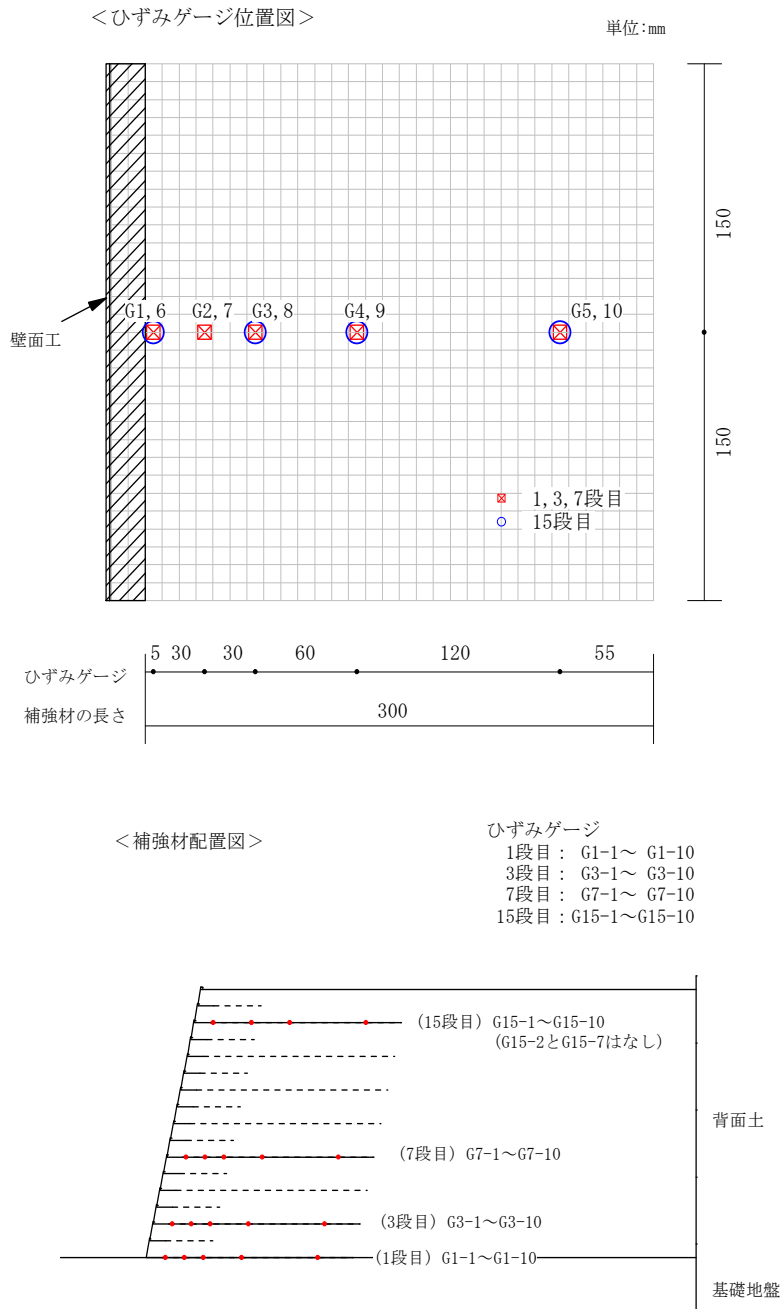 ＜ひずみゲージ位置図＞
単位:mm
150
G1,6 G2,7 G3,8 G4,9 G5,10
壁面工
150
1,3,7段目
15段目
5 30 30 60 120 55
ひずみゲージ
補強材の長さ 300
＜補強材配置図＞
ひずみゲージ
1段目： G1-1～ G1-10
3段目： G3-1～ G3-10
7段目： G7-1～ G7-10
15段目：G15-1～G15-10
(15段目) G15-1～G15-10
(G15-2とG15-7はなし)
背面土
(7段目) G7-1～G7-10
(3段目) G3-1～G3-10
(1段目) G1-1～G1-10
基礎地盤